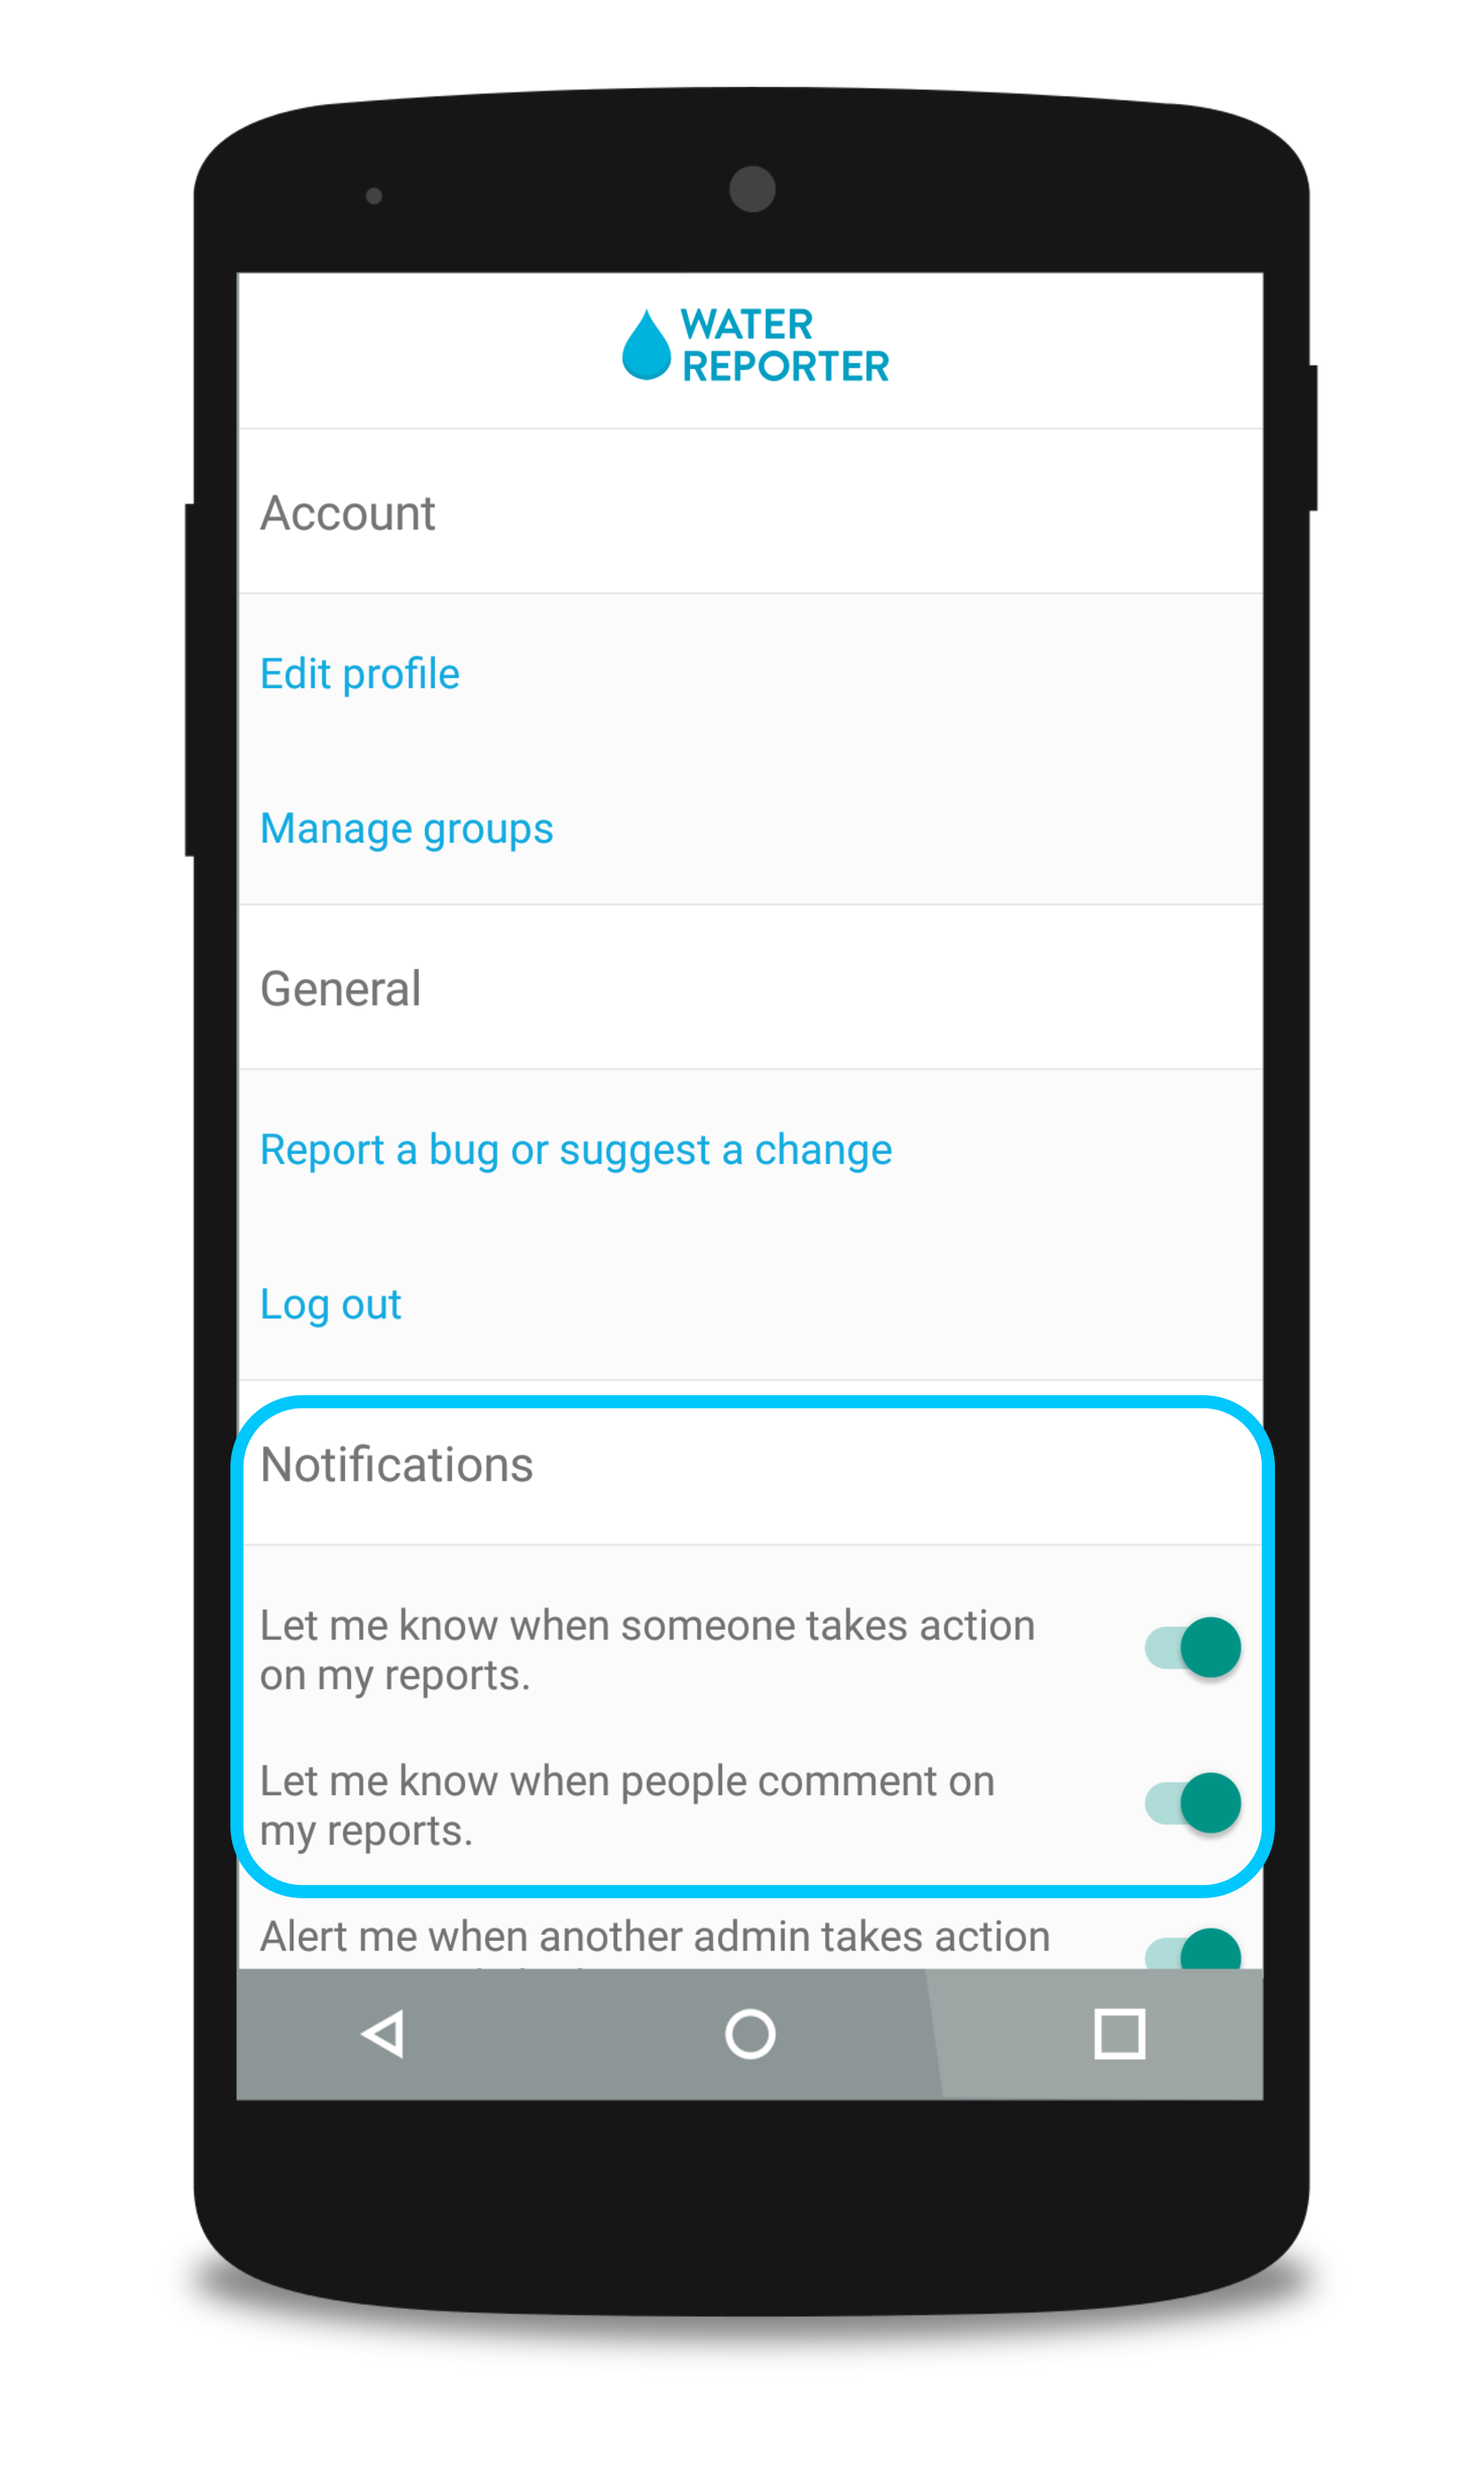 WATER
REPORTER
Account
Edit profile
Manage groups
General
Report a bug or suggest a change
Log out
Notifications
Let me know when someone takes action
on my reports.
Let me know when people comment on
my reports.
Alert me when another admin takes action